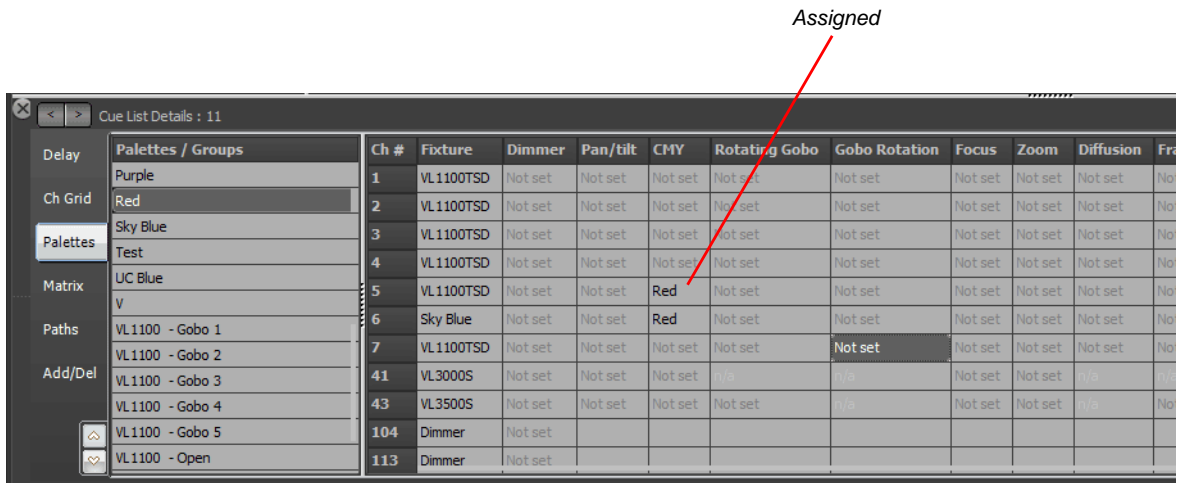 Assigned
< > Cue List Details : 11
Delay
Ch Grid
Palettes
Matrix
Paths
Add/Del
Palettes / Groups
Purple
Red
Sky Blue
Test
UC Blue
V
VL1100 - Gobo 1
VL1100 - Gobo 2
VL1100 - Gobo 3
VL1100 - Gobo 4
VL1100 - Gobo 5
VL1100 - Open
Ch # Fixture Dimmer Pan/tilt CMY Rotating Gobo Gobo Rotation Focus Zoom Diffusion Fra
1 VL1100TSD Not set Not set Not set Not set Not set Not set Not set Not set No
2 VL1100TSD Not set Not set Not set Not set Not set Not set Not set Not set No
3 VL1100TSD Not set Not set Not set Not set Not set Not set Not set Not set No
4 VL1100TSD Not set Not set Not set Not set Not set Not set Not set Not set No
5 VL1100TSD Not set Not set Red Not set Not set Not set Not set Not set No
6 Sky Blue Not set Not set Red Not set Not set Not set Not set Not set No
7 VL1100TSD Not set Not set Not set Not set Not set Not set Not set Not set No
41 VL3000S Not set Not set Not set n/a n/a Not set Not set n/a n/a
43 VL3500S Not set Not set Not set Not set n/a Not set Not set n/a No
104 Dimmer Not set
113 Dimmer Not set